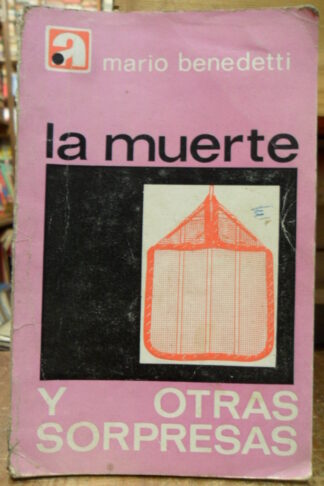 a
mario benedetti
la muerte
Y OTRAS
SORPRESAS